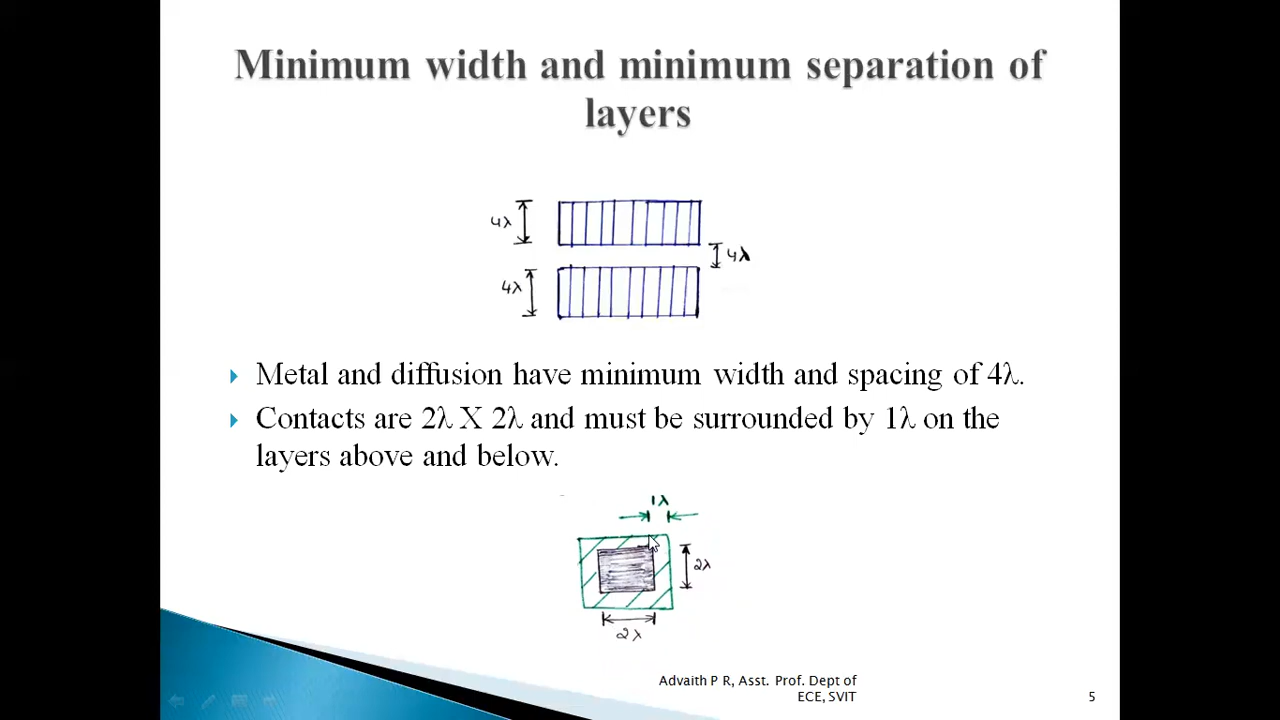 Minimum width and minimum separation of
layers
4λ
4λ
4λ
Metal and diffusion have minimum width and spacing of 4λ.
Contacts are 2λ X 2λ and must be surrounded by 1λ on the
layers above and below.
1λ
2λ
2λ
Advaith P R, Asst. Prof. Dept of
ECE, SVIT
5